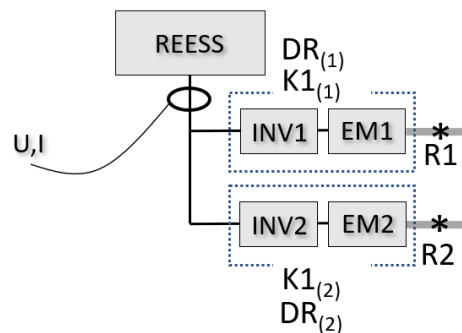 REESS
DR(1)
K1(1)
U,I
INV1
EM1
R1
INV2
EM2
R2
K1(2)
DR(2)